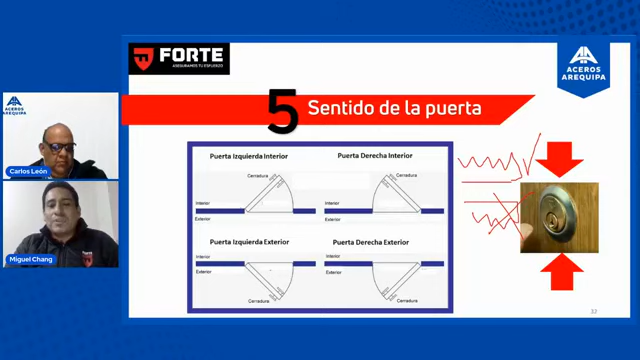 FORTE
ASEGURAMOS TU ESFUERZO
ACEROS
AREQUIPA
5 Sentido de la puerta
ACEROS
AREQUIPA
Carlos León
Miguel Chang
Puerta Izquierda Interior
Puerta Derecha Interior
Cerradura
Cerradura
Interior
Exterior
Interior
Exterior
Puerta Izquierda Exterior
Puerta Derecha Exterior
Interior
Exterior
Interior
Exterior
Cerradura
Cerradura